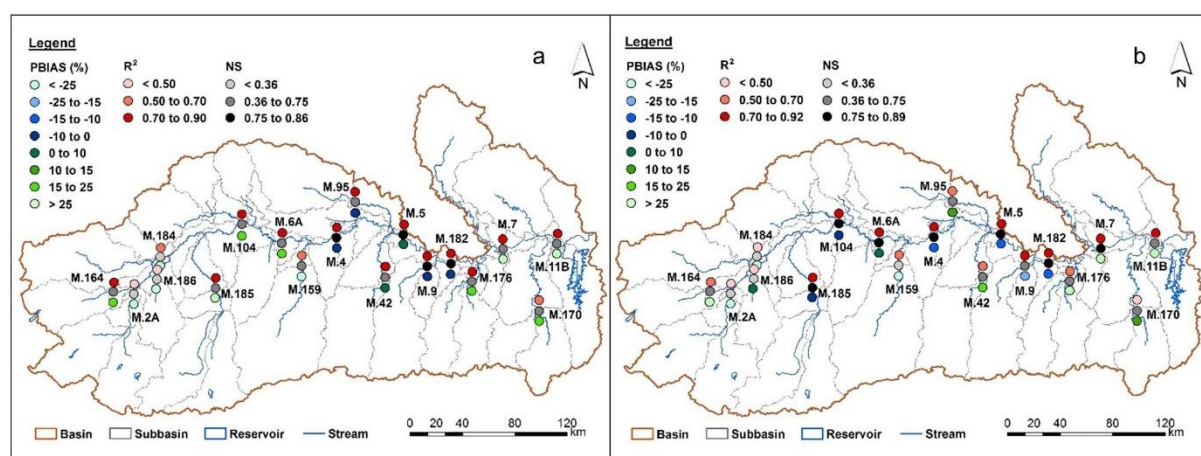 Legend
a
PBIAS (%)
R²
NS
N
< -25
< 0.50
< 0.36
-25 to -15
0.50 to 0.70
0.36 to 0.75
-15 to -10
0.70 to 0.90
0.75 to 0.86
-10 to 0
0 to 10
10 to 15
15 to 25
> 25
M.95
M.6A
M.5
M.7
M.184
M.104
M.182
M.4
M.11B
M.164
M.186
M.159
M.9
M.176
M.185
M.42
M.2A
M.170
Basin
Subbasin
Reservoir
Stream
0 20 40 80 120
km
Legend
b
PBIAS (%)
R²
NS
N
< -25
< 0.50
< 0.36
-25 to -15
0.50 to 0.70
0.36 to 0.75
-15 to -10
0.70 to 0.92
0.75 to 0.89
-10 to 0
0 to 10
10 to 15
15 to 25
> 25
M.95
M.6A
M.5
M.7
M.184
M.104
M.182
M.4
M.11B
M.164
M.186
M.159
M.9
M.176
M.185
M.42
M.2A
M.170
Basin
Subbasin
Reservoir
Stream
0 20 40 80 120
km